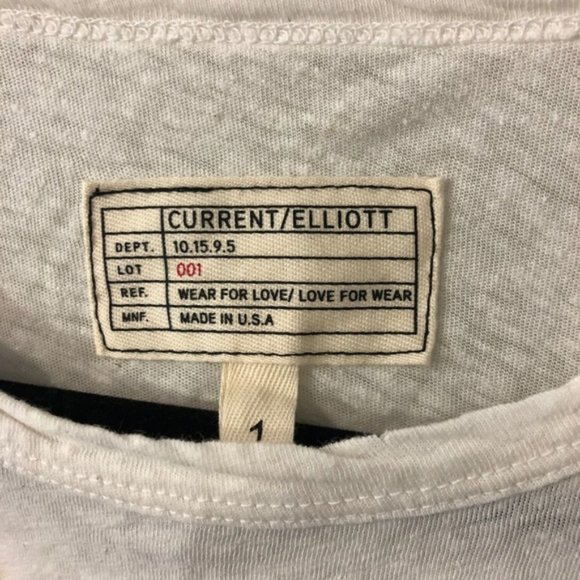 CURRENT/ELLIOTT
DEPT. 10.15.9.5
LOT 001
REF. WEAR FOR LOVE/ LOVE FOR WEAR
MNF. MADE IN U.S.A
1